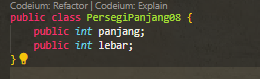 Codeium: Refactor | Codeium: Explain
public class PersegiPanjang08 {
    public int panjang;
    public int lebar;
}